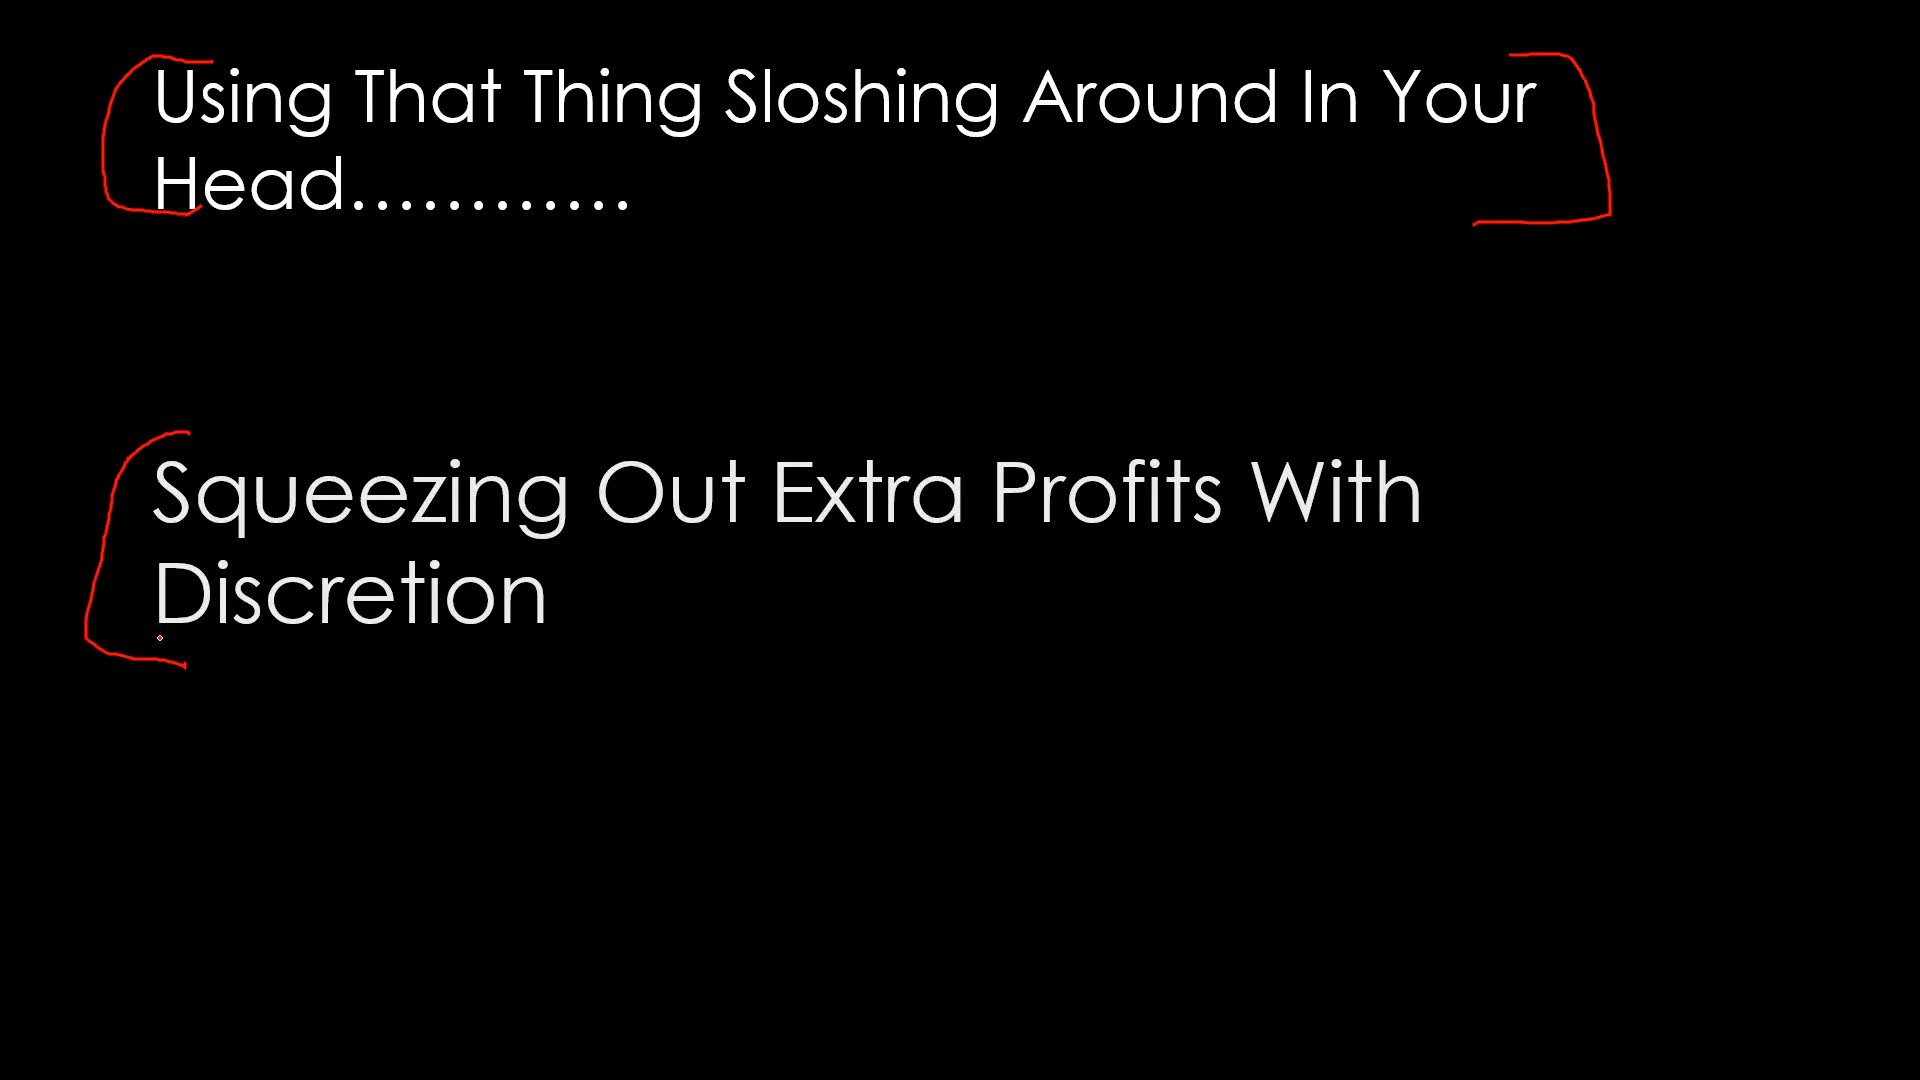 Using That Thing Sloshing Around In Your
Head............
Squeezing Out Extra Profits With
Discretion